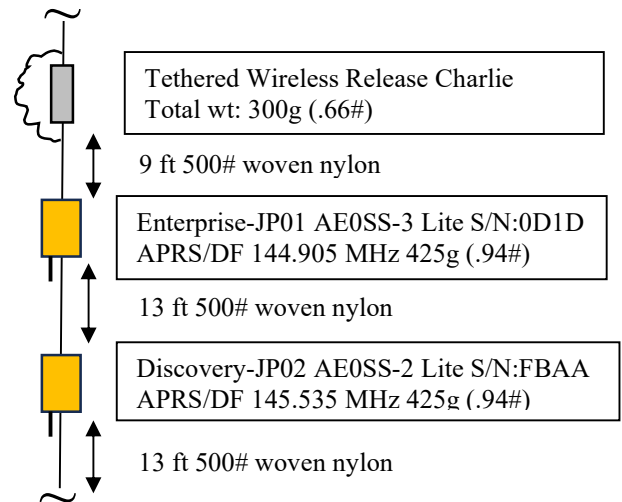 Tethered Wireless Release Charlie
Total wt: 300g (.66#)
9 ft 500# woven nylon
Enterprise-JP01 AE0SS-3 Lite S/N:0D1D
APRS/DF 144.905 MHz 425g (.94#)
13 ft 500# woven nylon
Discovery-JP02 AE0SS-2 Lite S/N:FBAA
APRS/DF 145.535 MHz 425g (.94#)
13 ft 500# woven nylon